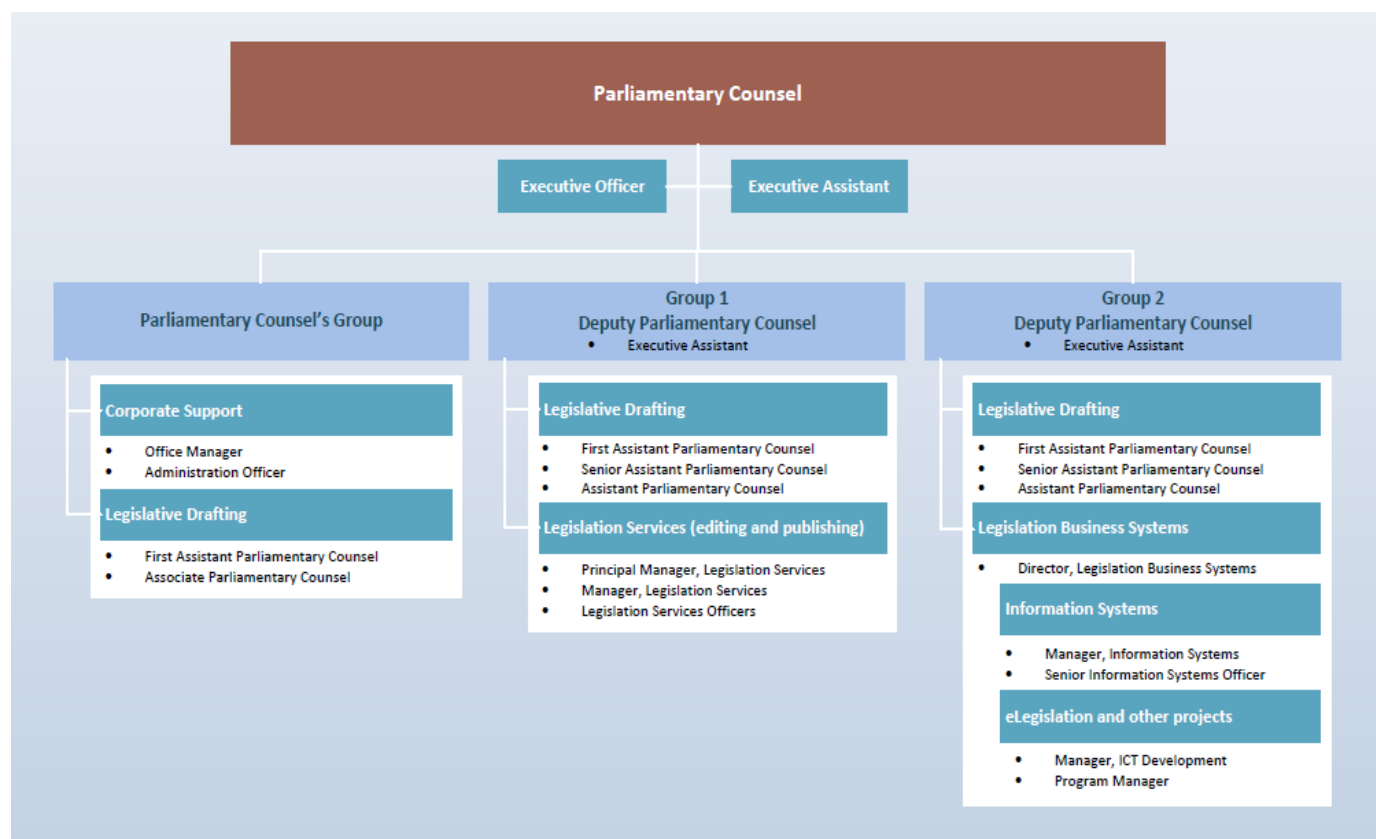 Parliamentary Counsel
Executive Officer
Executive Assistant
Parliamentary Counsel's Group
Corporate Support
• Office Manager
• Administration Officer
Legislative Drafting
• First Assistant Parliamentary Counsel
• Associate Parliamentary Counsel
Group 1
Deputy Parliamentary Counsel
• Executive Assistant
Legislative Drafting
• First Assistant Parliamentary Counsel
• Senior Assistant Parliamentary Counsel
• Assistant Parliamentary Counsel
Legislation Services (editing and publishing)
• Principal Manager, Legislation Services
• Manager, Legislation Services
• Legislation Services Officers
Group 2
Deputy Parliamentary Counsel
• Executive Assistant
Legislative Drafting
• First Assistant Parliamentary Counsel
• Senior Assistant Parliamentary Counsel
• Assistant Parliamentary Counsel
Legislation Business Systems
• Director, Legislation Business Systems
Information Systems
• Manager, Information Systems
• Senior Information Systems Officer
eLegislation and other projects
• Manager, ICT Development
• Program Manager